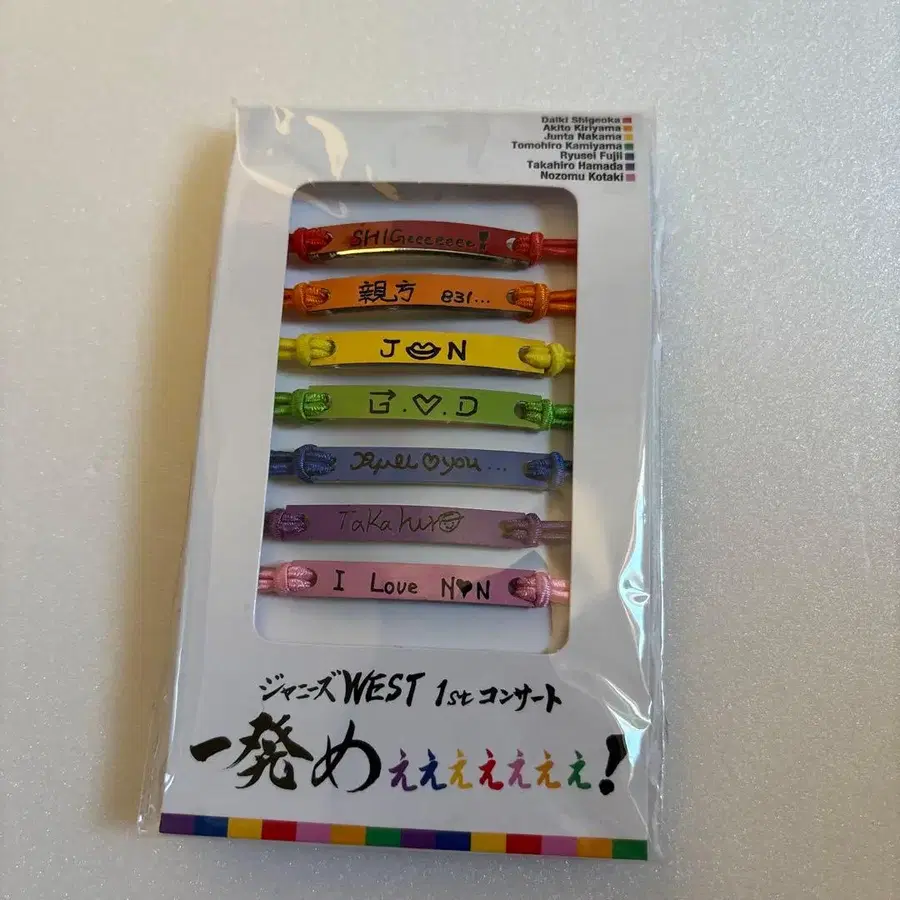 Daiki Shigeoka
Akito Kiriyama
Junta Nakama
Tomohiro Kamiyama
Ryusei Fujii
Takahiro Hamada
Nozomu Kotaki
SHIGeeeeeee!
親方 831...
J N
G.♡.D
♡you...
Takahiro
I Love N♥N
ジャニーズWEST 1stコンサート
一発めぇぇぇぇぇぇぇ!